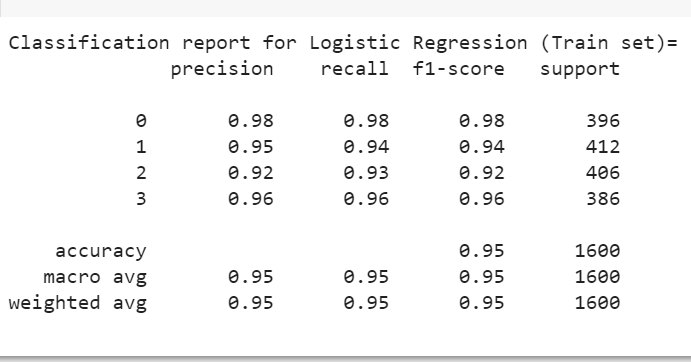 Classification report for Logistic Regression (Train set)=
precision recall f1-score support
0 0.98 0.98 0.98 396
1 0.95 0.94 0.94 412
2 0.92 0.93 0.92 406
3 0.96 0.96 0.96 386
accuracy 0.95 1600
macro avg 0.95 0.95 0.95 1600
weighted avg 0.95 0.95 0.95 1600